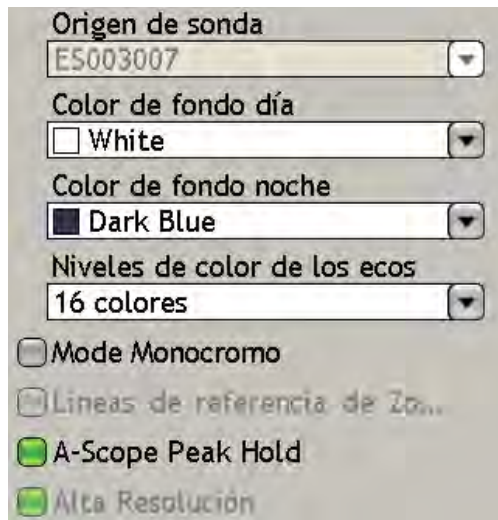 Origen de sonda
ES003007
Color de fondo día
White
Color de fondo noche
Dark Blue
Niveles de color de los ecos
16 colores
Mode Monocromo
Lineas de referencia de Zo...
A-Scope Peak Hold
Alta Resolución